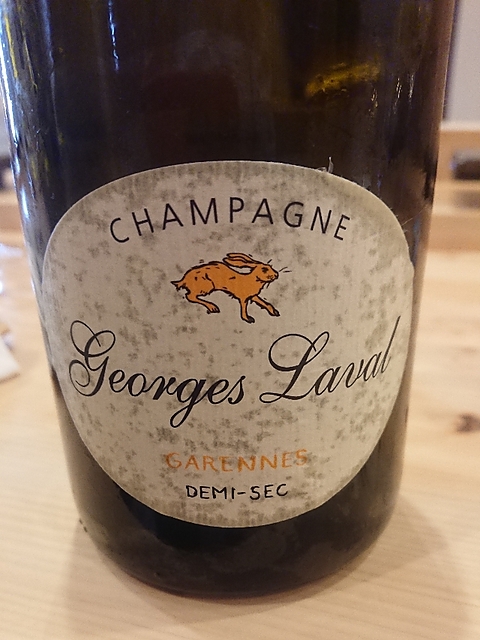 CHAMPAGNE
Georges Laval
GARENNES
DEMI-SEC